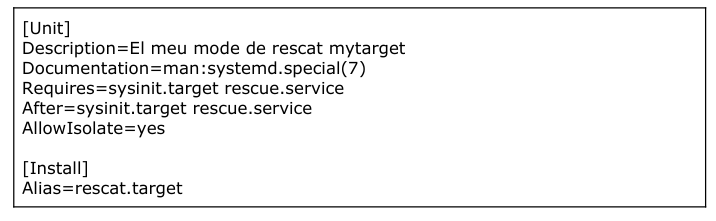 [Unit]
Description=El meu mode de rescat mytarget
Documentation=man:systemd.special(7)
Requires=sysinit.target rescue.service
After=sysinit.target rescue.service
AllowIsolate=yes

[Install]
Alias=rescat.target